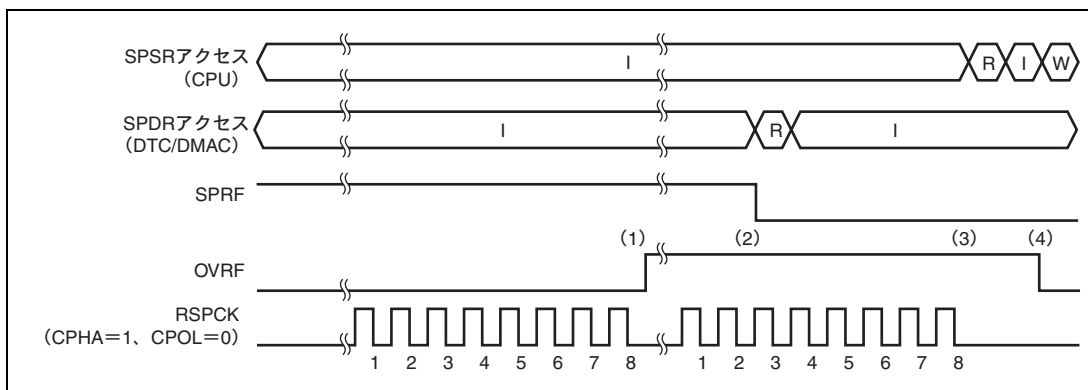 SPSRアクセス
(CPU)
I
R
I
W
SPDRアクセス
(DTC/DMAC)
I
R
I
SPRF
(1)
(2)
(3)
(4)
OVRF
RSPCK
(CPHA=1、CPOL=0)
1 2 3 4 5 6 7 8 1 2 3 4 5 6 7 8